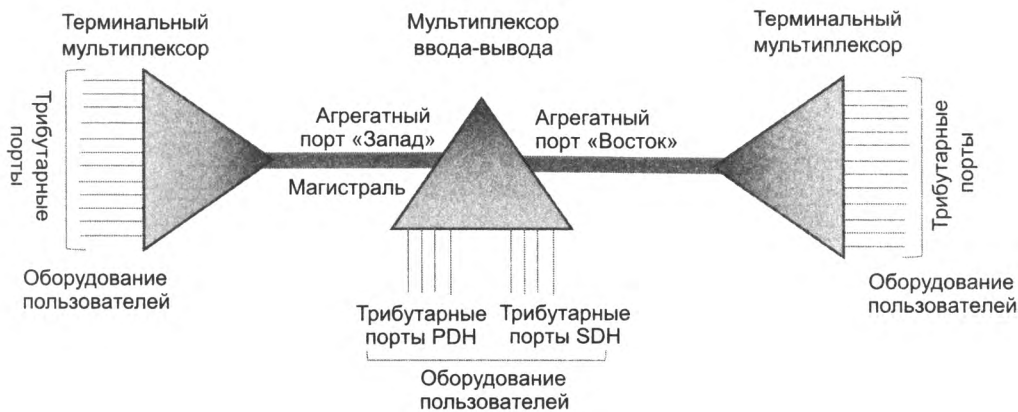 Терминальный
мультиплексор
Мультиплексор
ввода-вывода
Терминальный
мультиплексор
Трибутарные
порты
Агрегатный
порт «Запад»
Агрегатный
порт «Восток»
Магистраль
Трибутарные
порты
Оборудование
пользователей
Трибутарные
порты PDH
Трибутарные
порты SDH
Оборудование
пользователей
Оборудование
пользователей